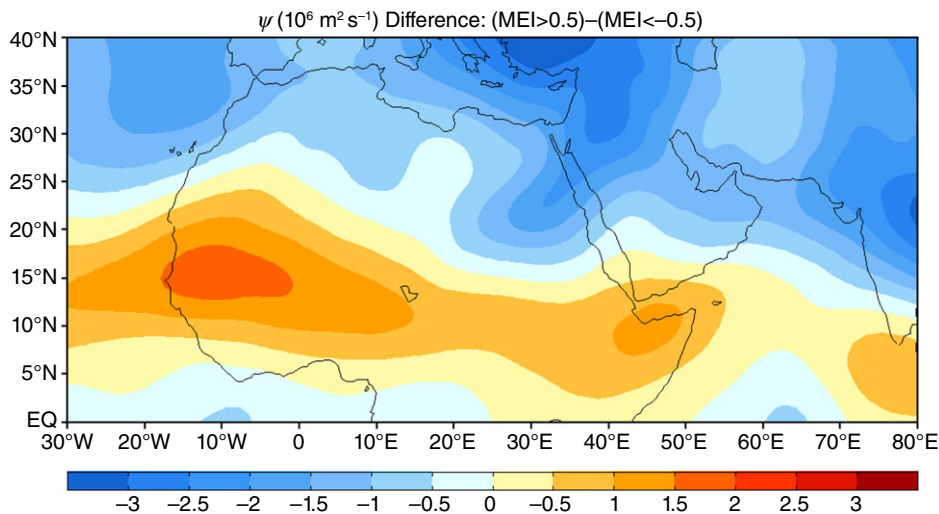 ψ (10⁶ m² s⁻¹) Difference: (MEI>0.5)–(MEI<–0.5)
40°N
35°N
30°N
25°N
20°N
15°N
10°N
5°N
EQ
30°W 20°W 10°W 0 10°E 20°E 30°E 40°E 50°E 60°E 70°E 80°E
–3 –2.5 –2 –1.5 –1 –0.5 0 –0.5 1 1.5 2 2.5 3